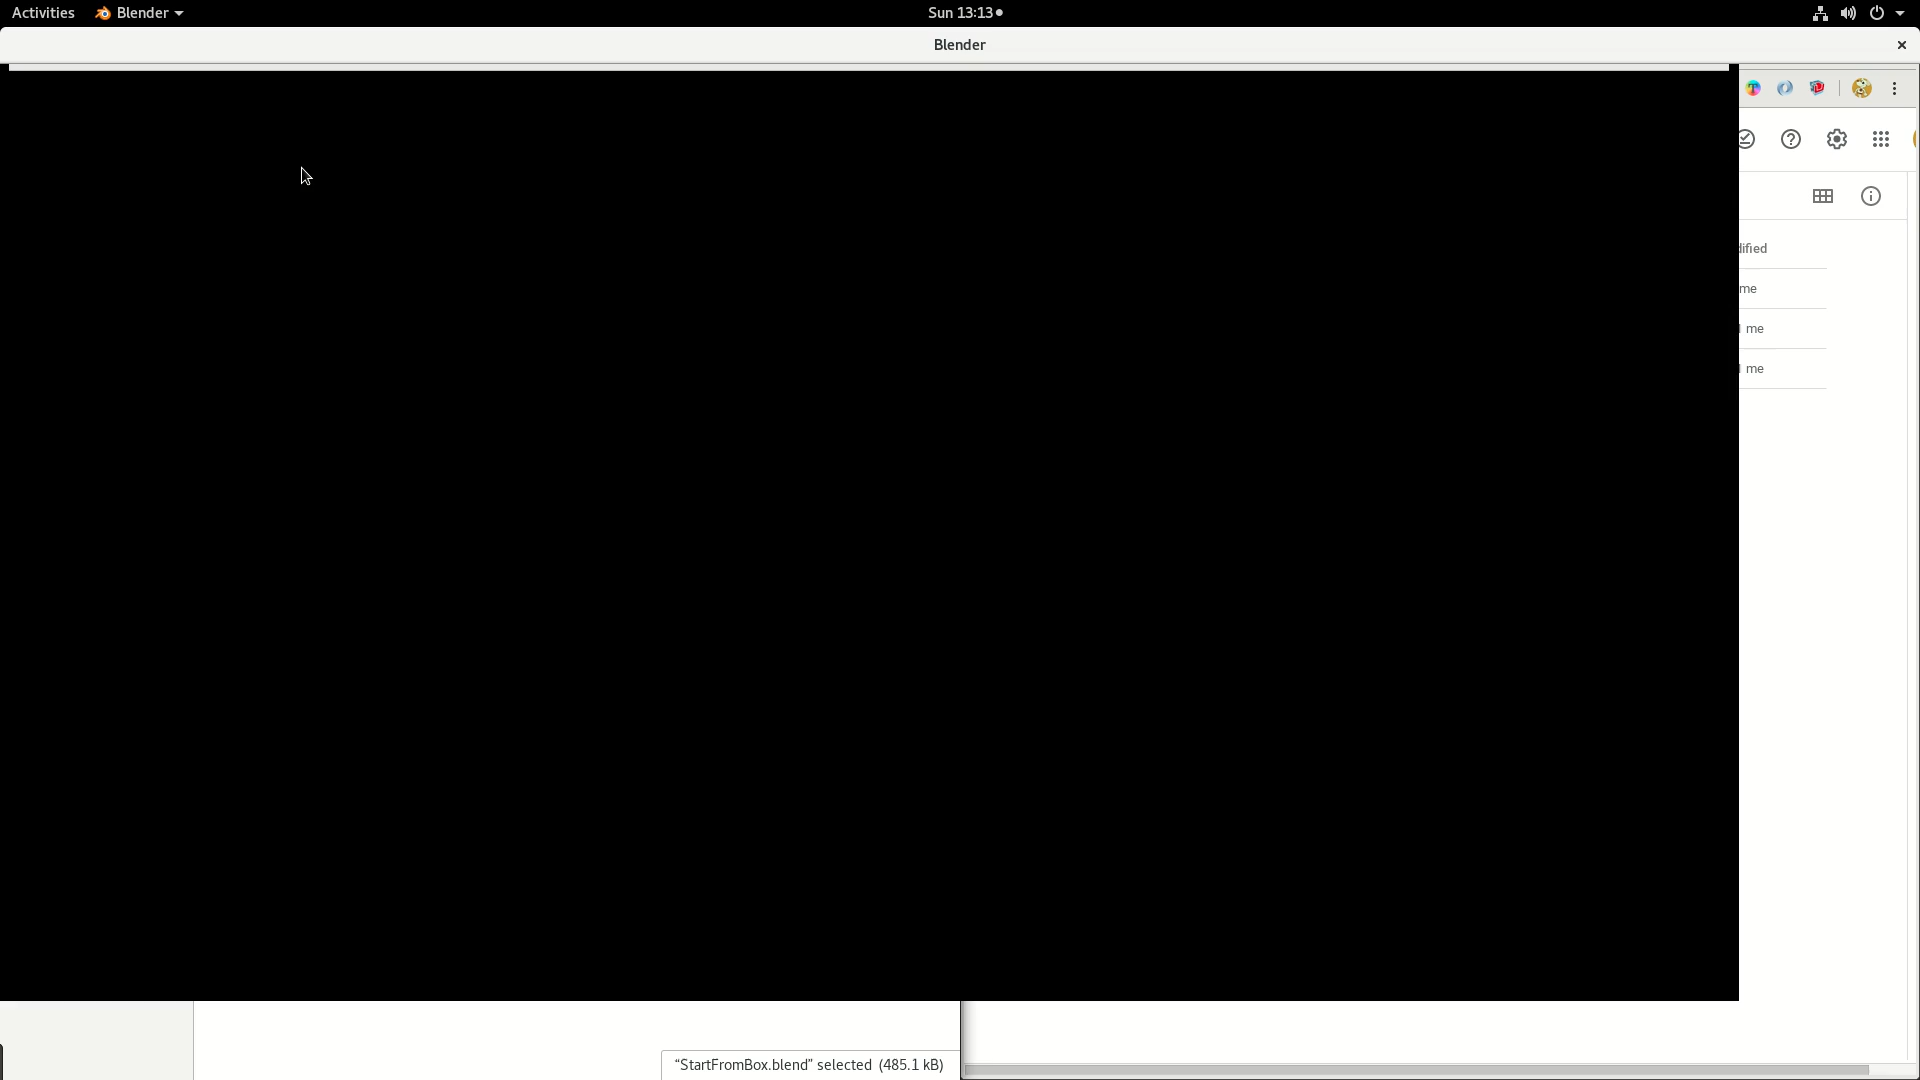 Activities Blender Sun 13:13
Blender
dified
me
me
me
“StartFromBox.blend” selected (485.1 kB)